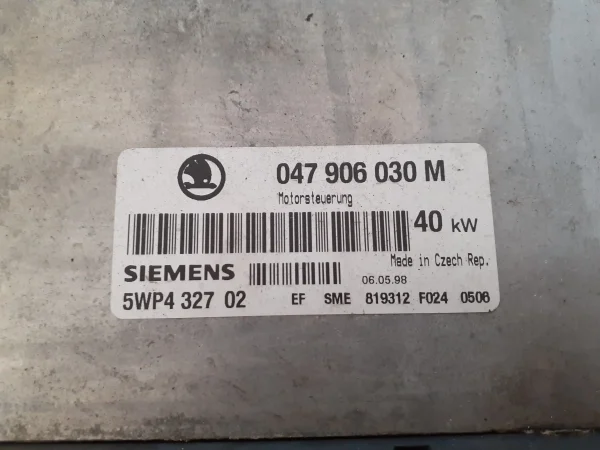 047 906 030 M
Motorsteuerung
40 kW
Made in Czech Rep.
SIEMENS
06.05.98
5WP4 327 02 EF SME 819312 F024 0506